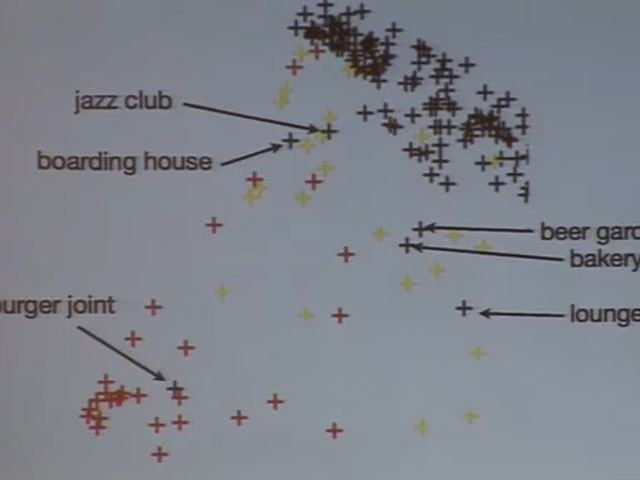 jazz club
boarding house
beer gard
bakery
lounge
burger joint